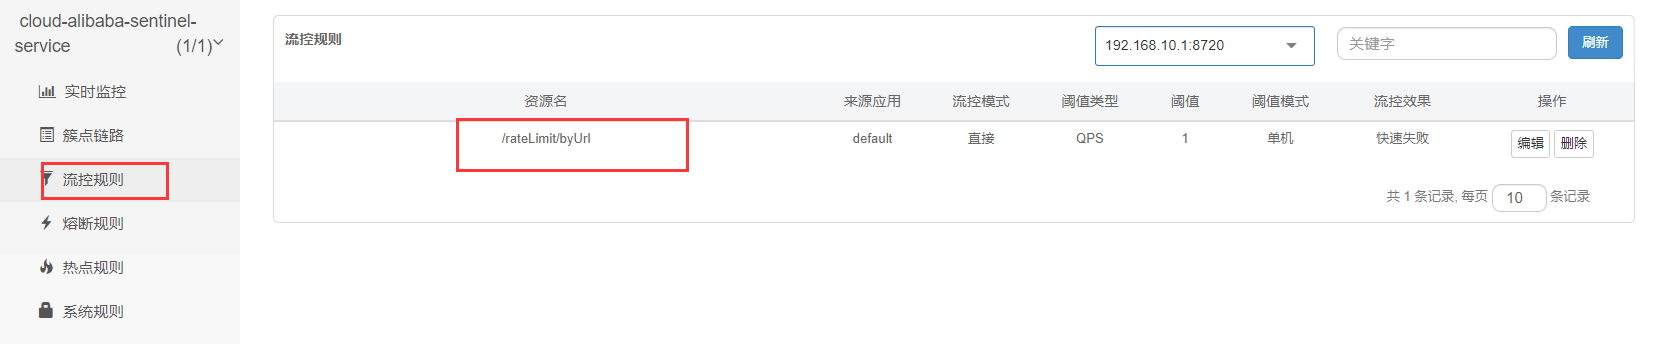 cloud-alibaba-sentinel-
service (1/1)
实时监控
簇点链路
流控规则
熔断规则
热点规则
系统规则
流控规则 192.168.10.1:8720 关键字 刷新
资源名 来源应用 流控模式 阈值类型 阈值 阈值模式 流控效果 操作
/rateLimit/byUrl default 直接 QPS 1 单机 快速失败 编辑 删除
共 1 条记录, 每页 10 条记录